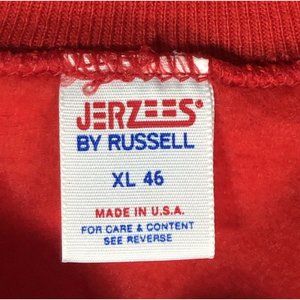 JERZEES®
BY RUSSELL
XL 46
MADE IN U.S.A.
FOR CARE & CONTENT
SEE REVERSE